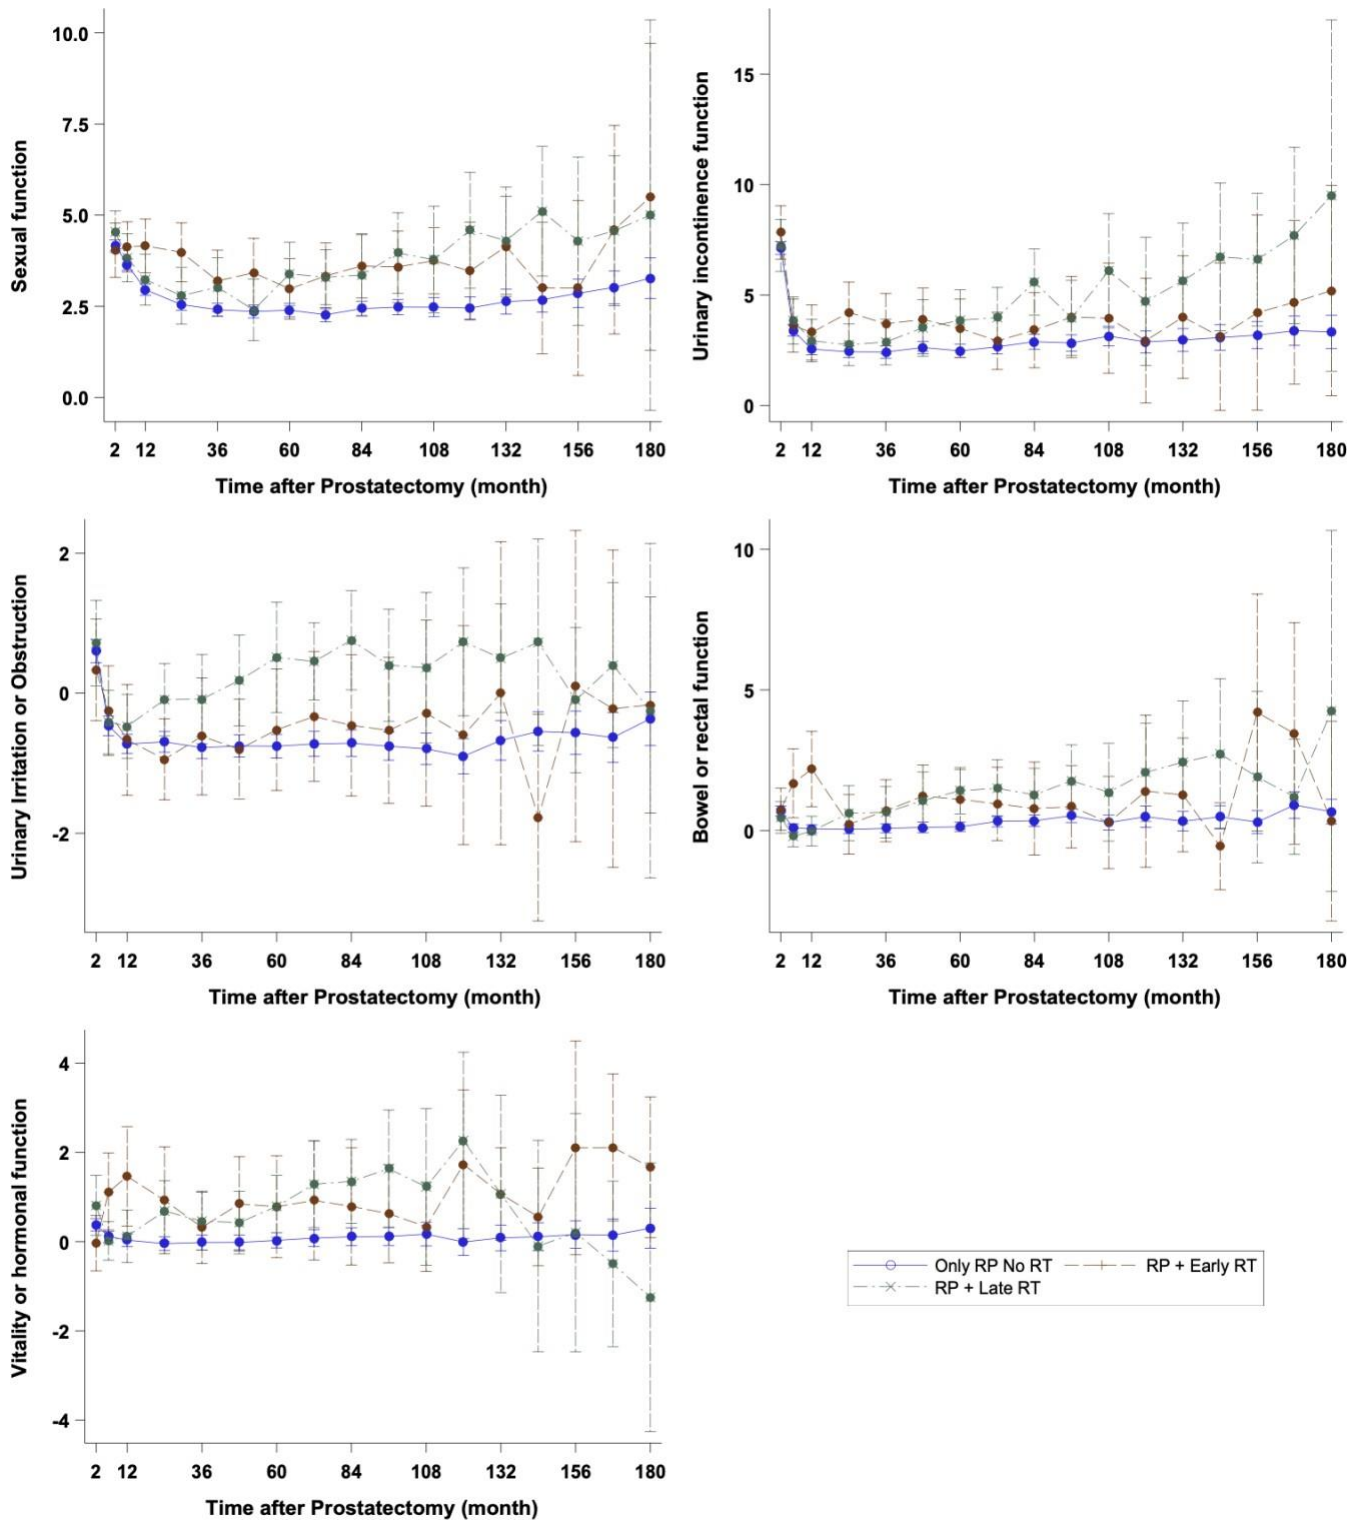 Sexual function
10.0
7.5
5.0
2.5
0.0
2 12 36 60 84 108 132 156 180
Time after Prostatectomy (month)
Urinary incontinence function
15
10
5
0
2 12 36 60 84 108 132 156 180
Time after Prostatectomy (month)
Urinary Irritation or Obstruction
2
0
-2
2 12 36 60 84 108 132 156 180
Time after Prostatectomy (month)
Bowel or rectal function
10
5
0
2 12 36 60 84 108 132 156 180
Time after Prostatectomy (month)
Vitality or hormonal function
4
2
0
-2
-4
2 12 36 60 84 108 132 156 180
Time after Prostatectomy (month)
Only RP No RT RP + Early RT
RP + Late RT